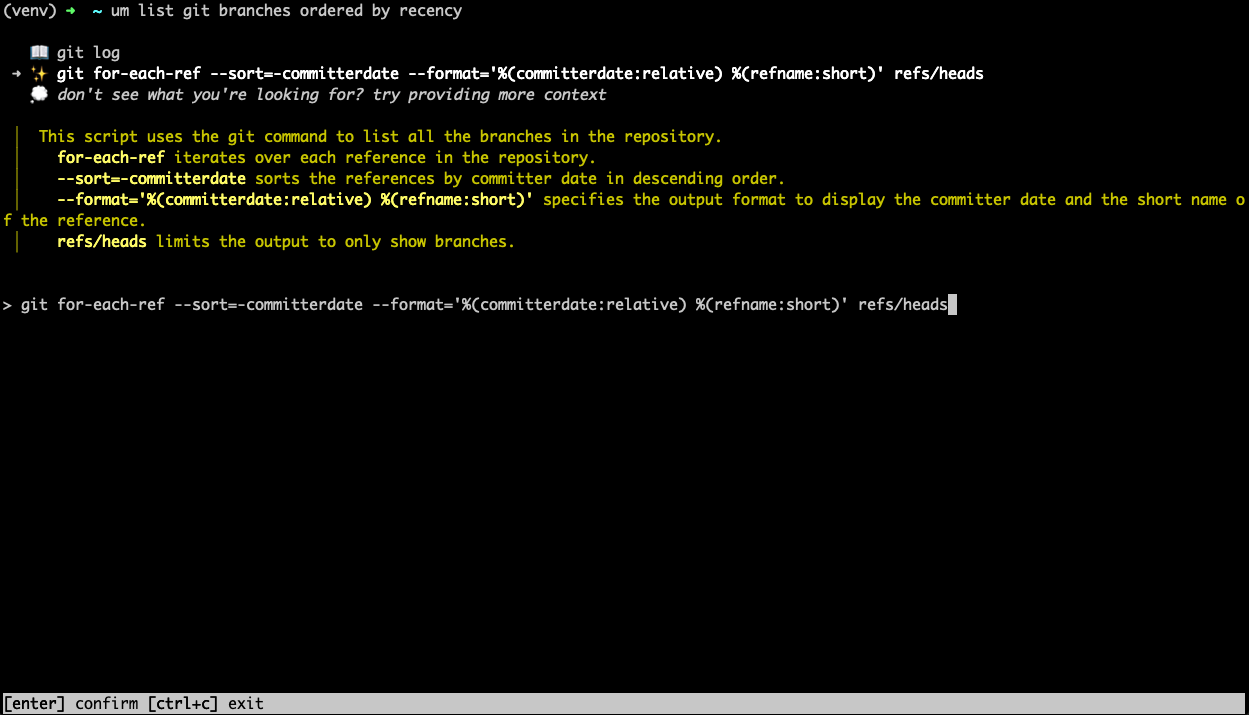 (venv) ➜ ~ um list git branches ordered by recency
📖 git log
➜ ✨ git for-each-ref --sort=-committerdate --format='%(committerdate:relative) %(refname:short)' refs/heads
💭 don't see what you're looking for? try providing more context
│ This script uses the git command to list all the branches in the repository.
│ for-each-ref iterates over each reference in the repository.
│ --sort=-committerdate sorts the references by committer date in descending order.
│ --format='%(committerdate:relative) %(refname:short)' specifies the output format to display the committer date and the short name o
f the reference.
│ refs/heads limits the output to only show branches.
> git for-each-ref --sort=-committerdate --format='%(committerdate:relative) %(refname:short)' refs/heads
[enter] confirm [ctrl+c] exit